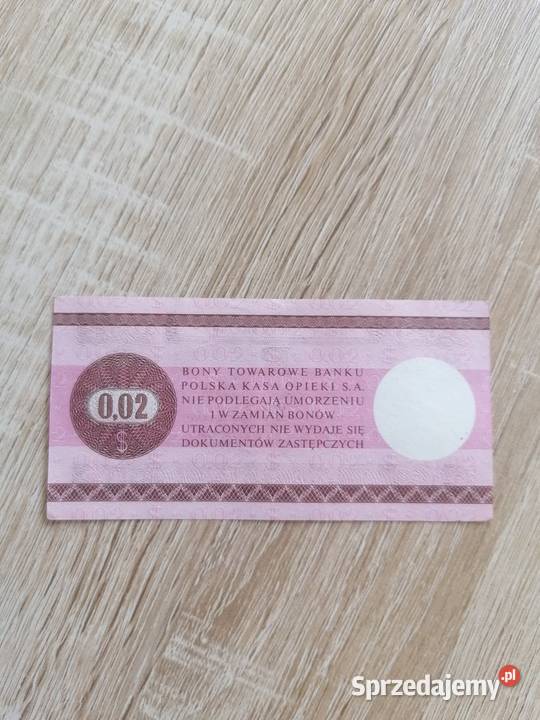 BONY TOWAROWE BANKU
POLSKA KASA OPIEKI S.A.
NIE PODLEGAJĄ UMORZENIU
I W ZAMIAN BONÓW
UTRACONYCH NIE WYDAJE SIĘ
DOKUMENTÓW ZASTĘPCZYCH
0,02
$
Sprzedajemy.pl